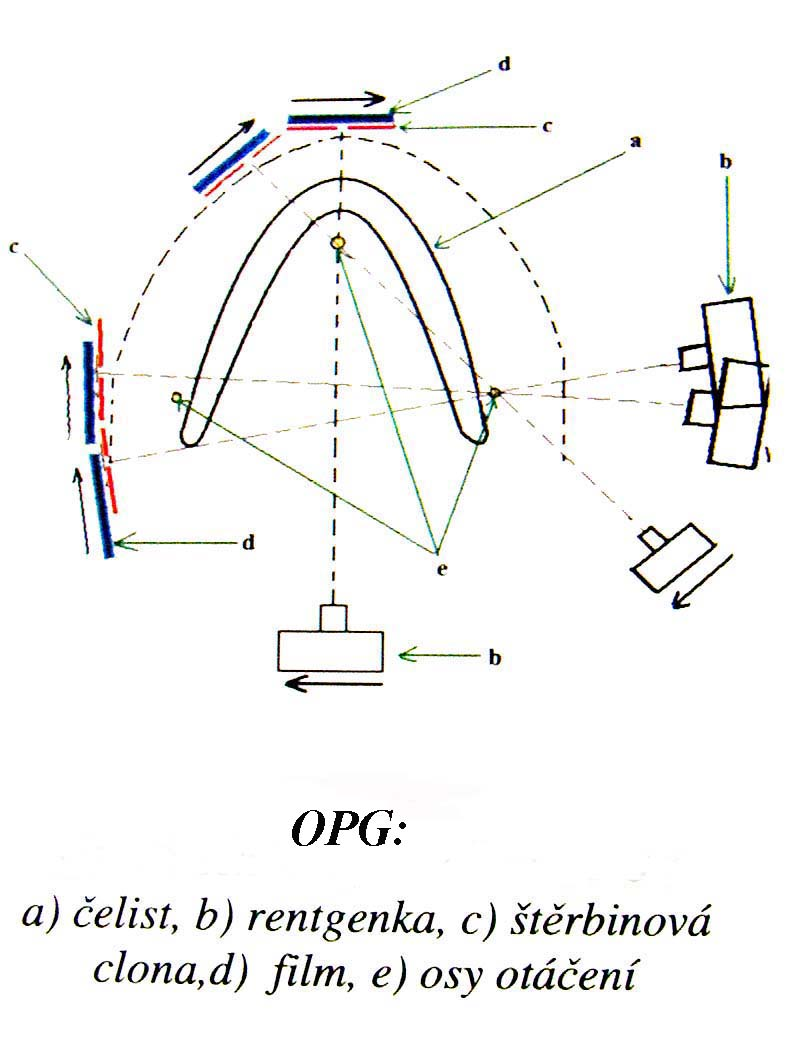 d
c
a
b
c
d
e
b
OPG:
a) čelist, b) rentgenka, c) štěrbinová
clona,d) film, e) osy otáčení